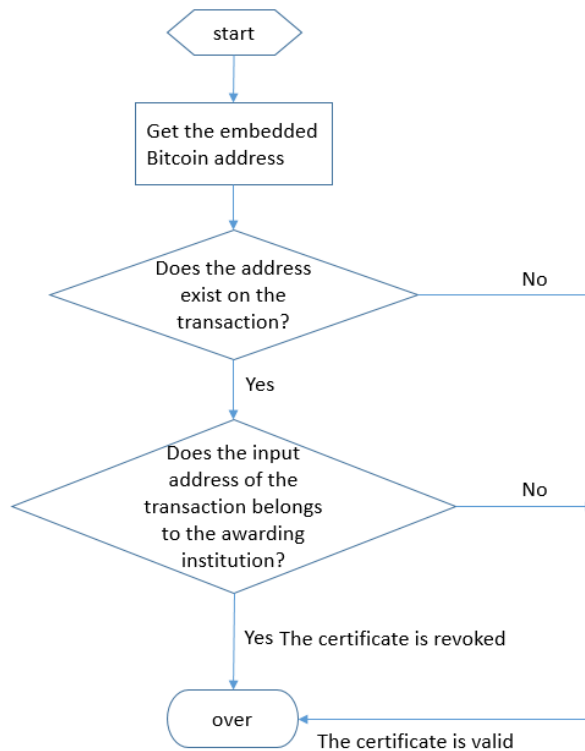 start
Get the embedded
Bitcoin address
Does the address
exist on the
transaction?
No
Yes
Does the input
address of the
transaction belongs
to the awarding
institution?
No
Yes The certificate is revoked
over
The certificate is valid